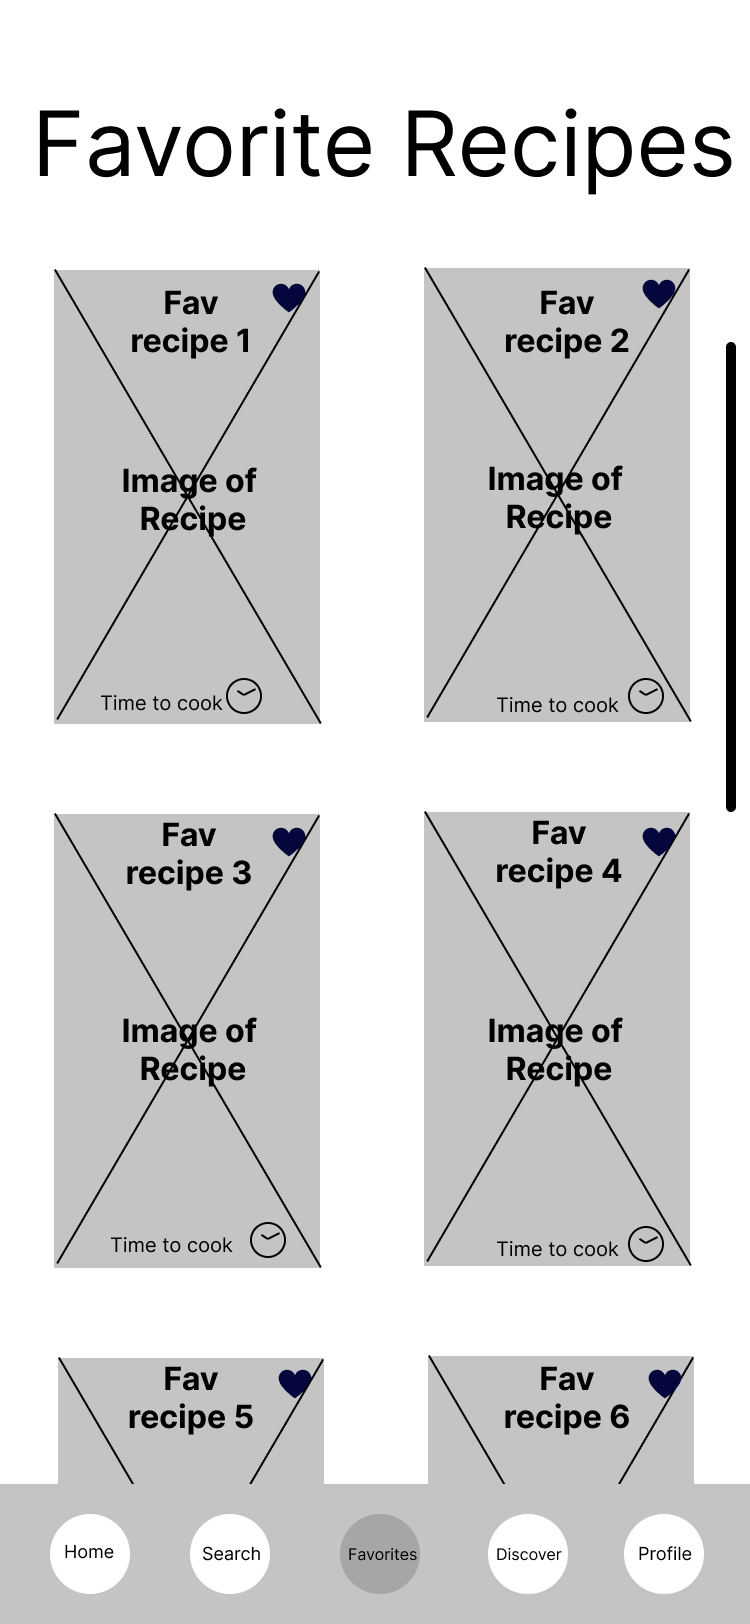 Favorite Recipes
Fav
recipe 1
Image of
Recipe
Time to cook
Fav
recipe 2
Image of
Recipe
Time to cook
Fav
recipe 3
Image of
Recipe
Time to cook
Fav
recipe 4
Image of
Recipe
Time to cook
Fav
recipe 5
Fav
recipe 6
Home
Search
Favorites
Discover
Profile